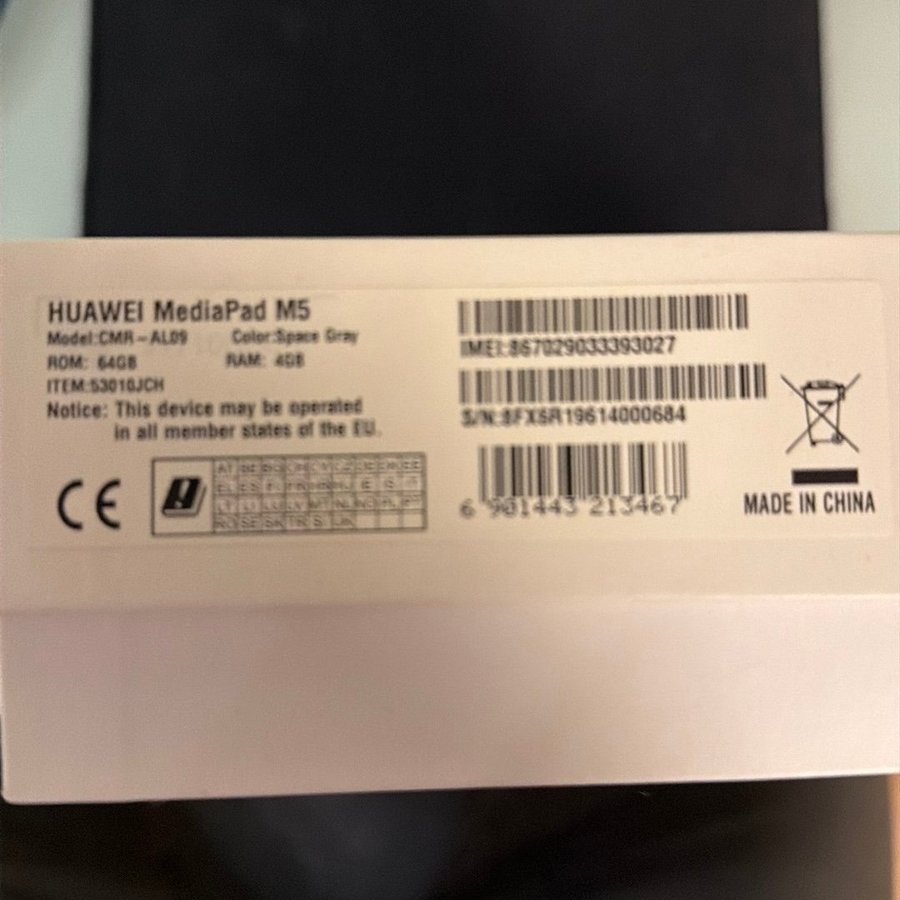 HUAWEI MediaPad M5
Model:CMR-AL09 Color:Space Gray
ROM: 64GB RAM: 4GB
ITEM:53010JCH
Notice: This device may be operated
in all member states of the EU.
CE
IMEI:867029033393027
S/N:8FX6R19614000684
6 901443 213467
MADE IN CHINA